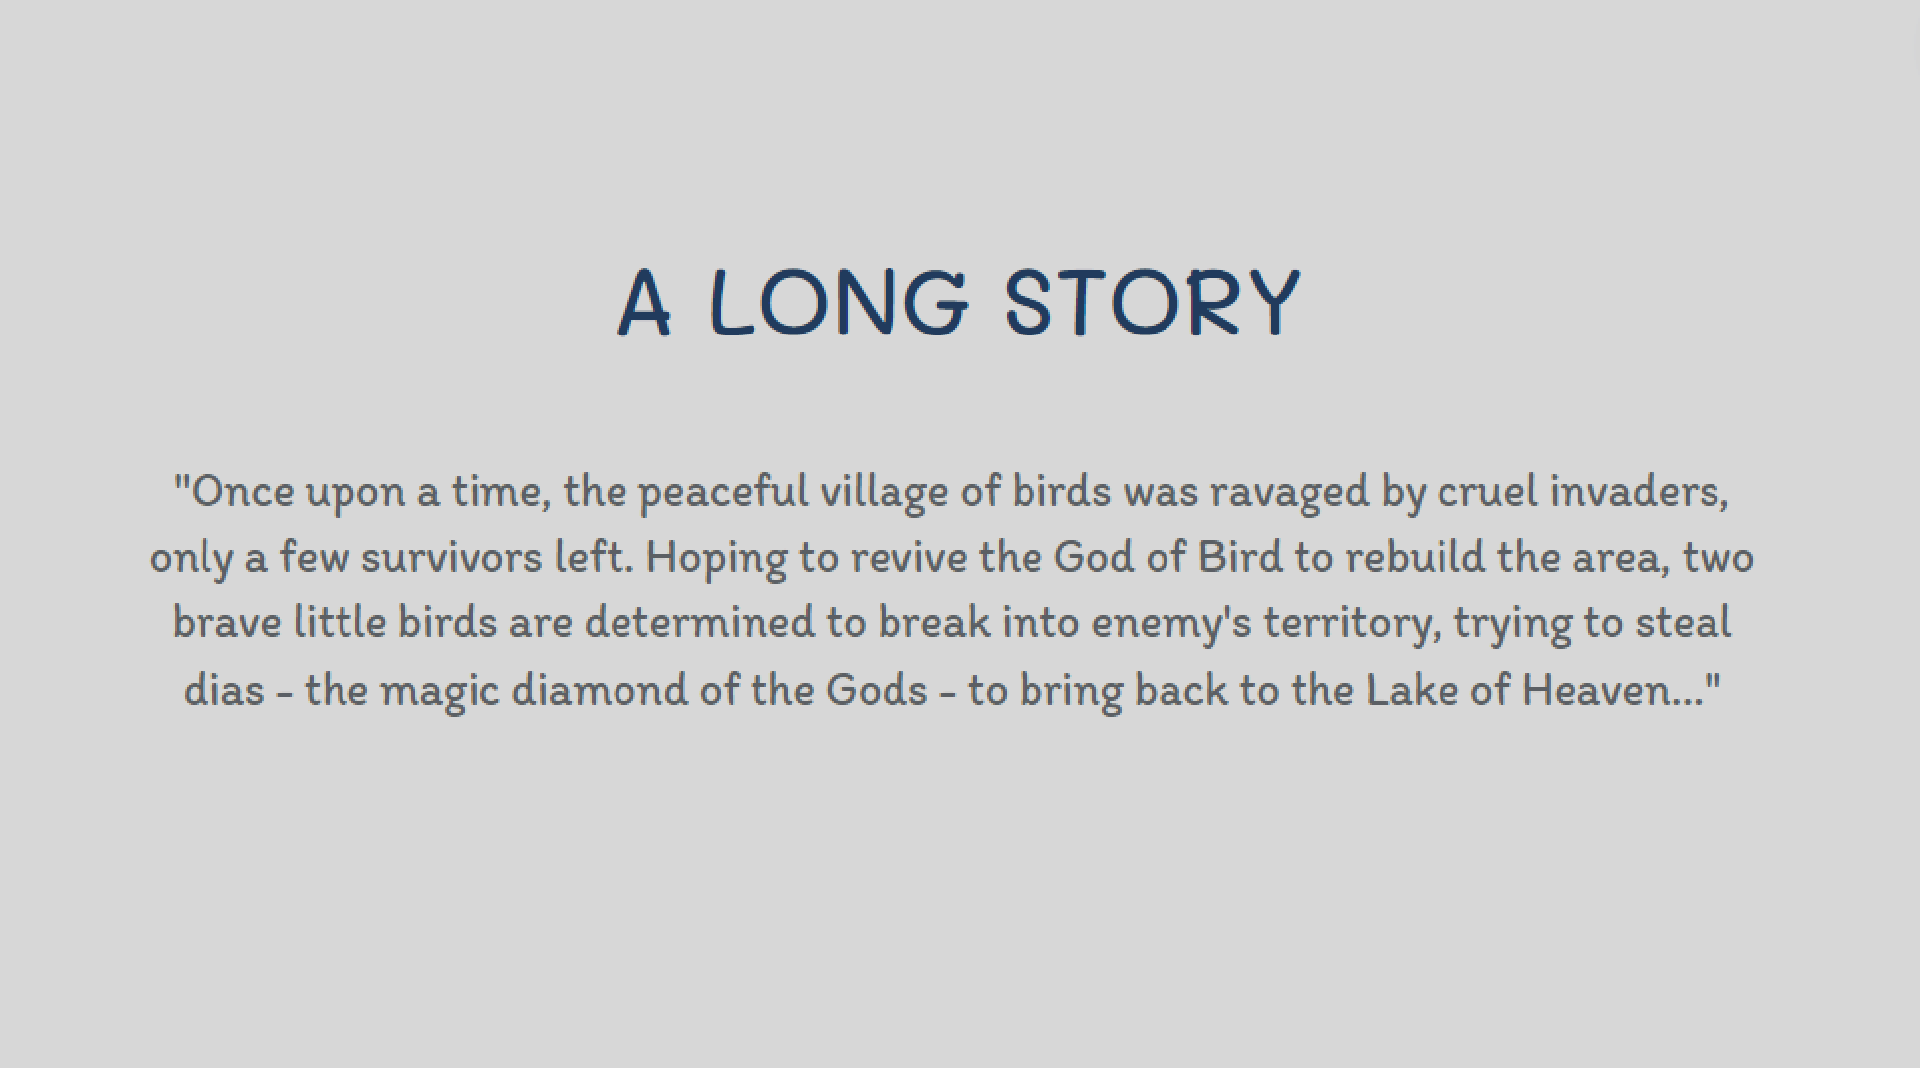 A LONG STORY
"Once upon a time, the peaceful village of birds was ravaged by cruel invaders,
only a few survivors left. Hoping to revive the God of Bird to rebuild the area, two
brave little birds are determined to break into enemy's territory, trying to steal
dias - the magic diamond of the Gods - to bring back to the Lake of Heaven..."